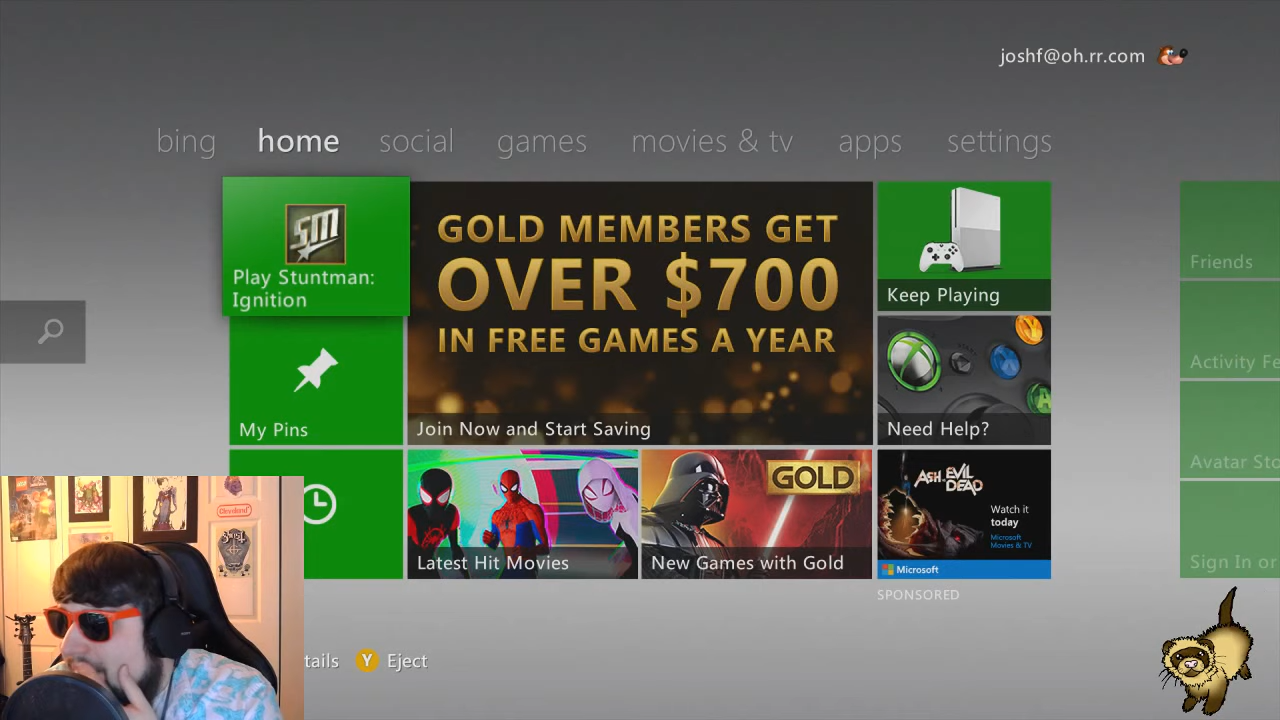 joshf@oh.rr.com
bing home social games movies & tv apps settings
SM
Play Stuntman:
Ignition
My Pins
GOLD MEMBERS GET
OVER $700
IN FREE GAMES A YEAR
Join Now and Start Saving
Keep Playing
Need Help?
Y
A
Latest Hit Movies
GOLD
New Games with Gold
ASH vs EVIL
DEAD
Watch it
today
Microsoft
Movies & TV
Microsoft
SPONSORED
Friends
Activity Fe
Avatar Sto
Sign In or
tails Y Eject
Cleveland
GHOST